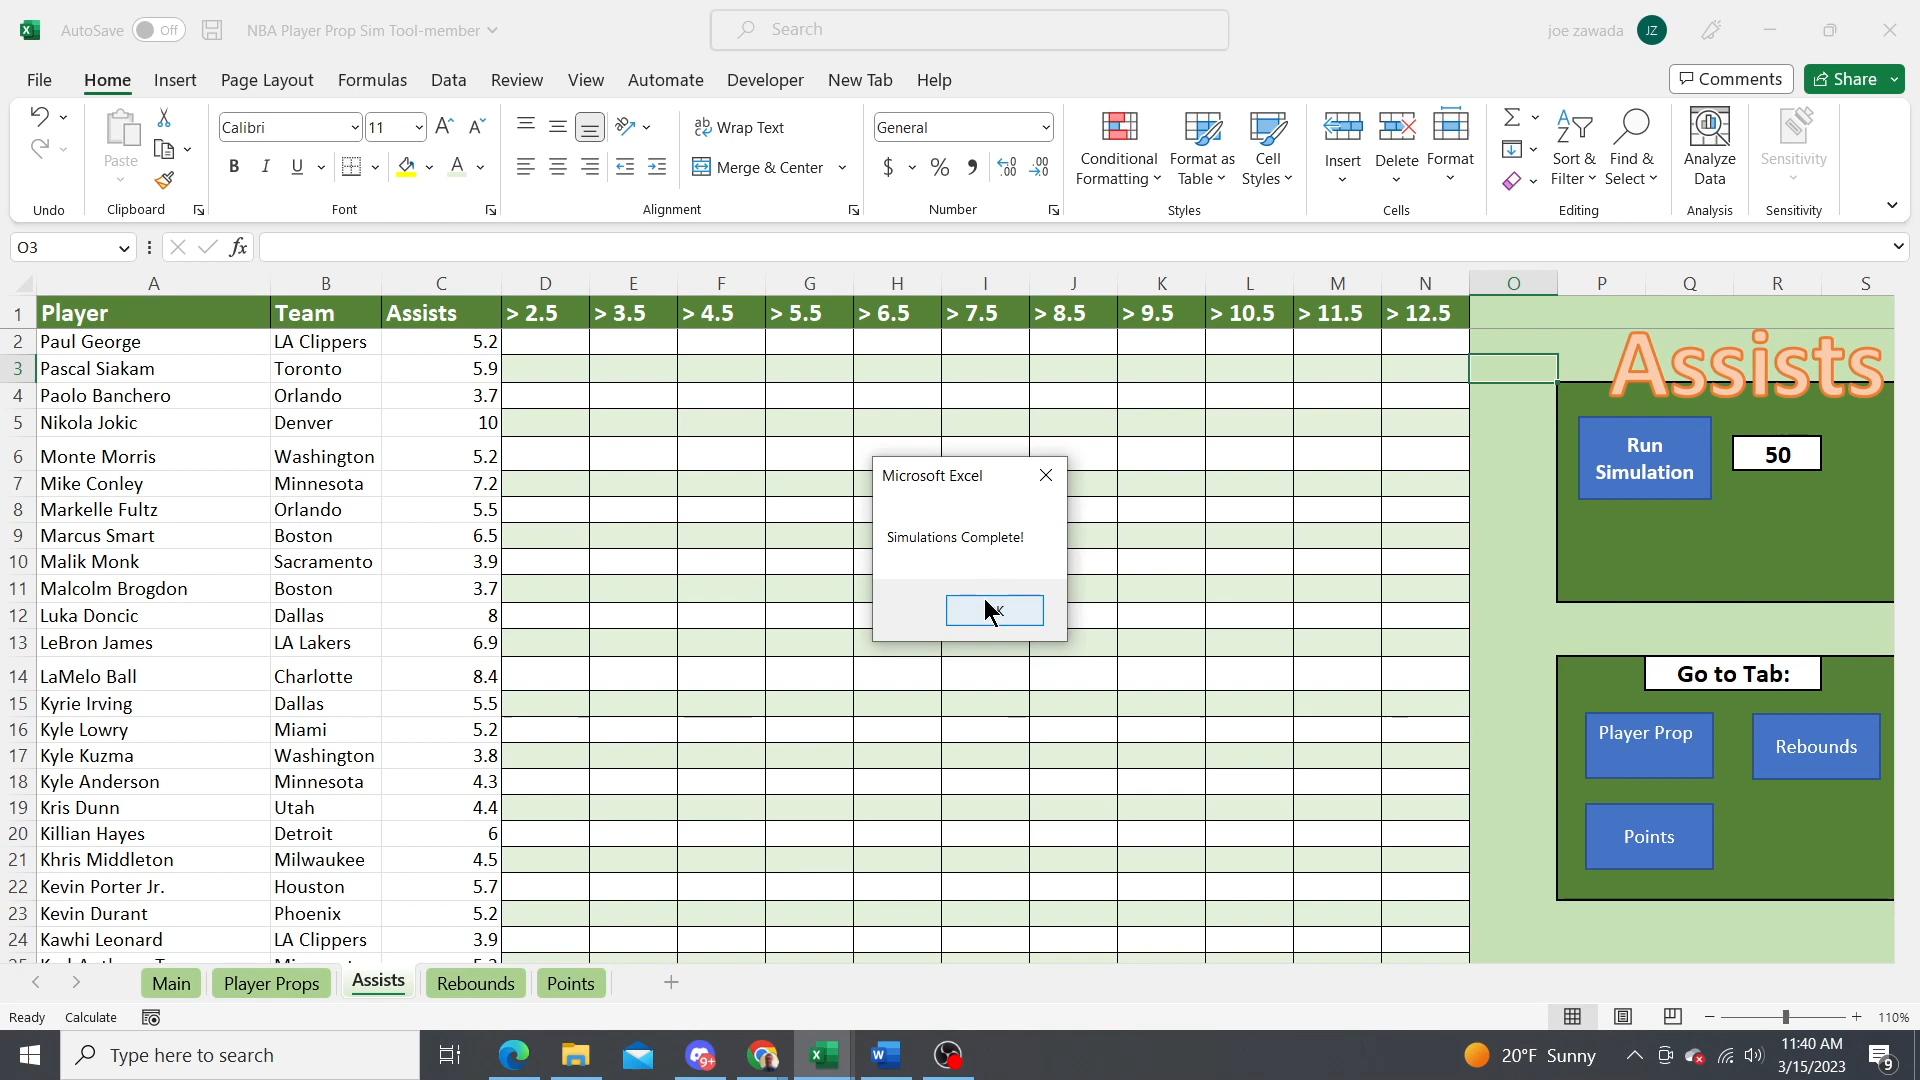 AutoSave Off NBA Player Prop Sim Tool-member Search joe zawada JZ
File Home Insert Page Layout Formulas Data Review View Automate Developer New Tab Help Comments Share
Paste
Calibri 11
B I U A
Wrap Text
Merge & Center
General
$ %
Conditional Formatting
Format as Table
Cell Styles
Insert Delete Format
Sort & Filter
Find & Select
Analyze Data
Sensitivity
Undo Clipboard Font Alignment Number Styles Cells Editing Analysis Sensitivity
O3 fx
A B C D E F G H I J K L M N O P Q R S
1 Player Team Assists > 2.5 > 3.5 > 4.5 > 5.5 > 6.5 > 7.5 > 8.5 > 9.5 > 10.5 > 11.5 > 12.5
2 Paul George LA Clippers 5.2
3 Pascal Siakam Toronto 5.9
4 Paolo Banchero Orlando 3.7
5 Nikola Jokic Denver 10
6 Monte Morris Washington 5.2
7 Mike Conley Minnesota 7.2
8 Markelle Fultz Orlando 5.5
9 Marcus Smart Boston 6.5
10 Malik Monk Sacramento 3.9
11 Malcolm Brogdon Boston 3.7
12 Luka Doncic Dallas 8
13 LeBron James LA Lakers 6.9
14 LaMelo Ball Charlotte 8.4
15 Kyrie Irving Dallas 5.5
16 Kyle Lowry Miami 5.2
17 Kyle Kuzma Washington 3.8
18 Kyle Anderson Minnesota 4.3
19 Kris Dunn Utah 4.4
20 Killian Hayes Detroit 6
21 Khris Middleton Milwaukee 4.5
22 Kevin Porter Jr. Houston 5.7
23 Kevin Durant Phoenix 5.2
24 Kawhi Leonard LA Clippers 3.9
Assists
Run Simulation
50
Microsoft Excel
Simulations Complete!
Go to Tab:
Player Prop Rebounds
Points
Main Player Props Assists Rebounds Points
Ready Calculate 110%
Type here to search 9+ 20°F Sunny 11:40 AM
3/15/2023 9